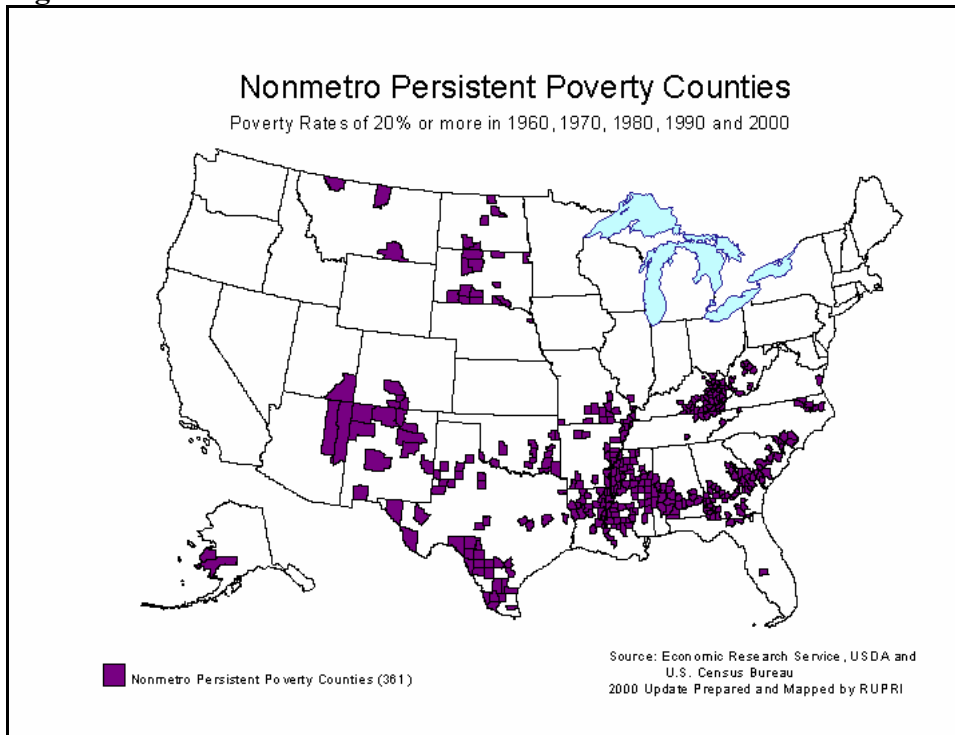 Nonmetro Persistent Poverty Counties
Poverty Rates of 20% or more in 1960, 1970, 1980, 1990 and 2000
Nonmetro Persistent Poverty Counties (361)
Source: Economic Research Service, USDA and
U.S. Census Bureau
2000 Update Prepared and Mapped by RUPRI